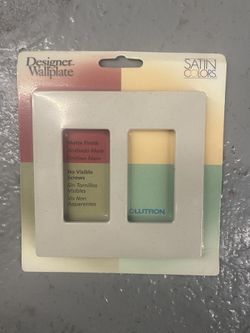 Designer
Wallplate
SATIN
COLORS
Matte Finish
Acabado Mate
Finition Mate
No Visible
Screws
Sin Tornillos
Visibles
Vis Non
Apparentes
LUTRON